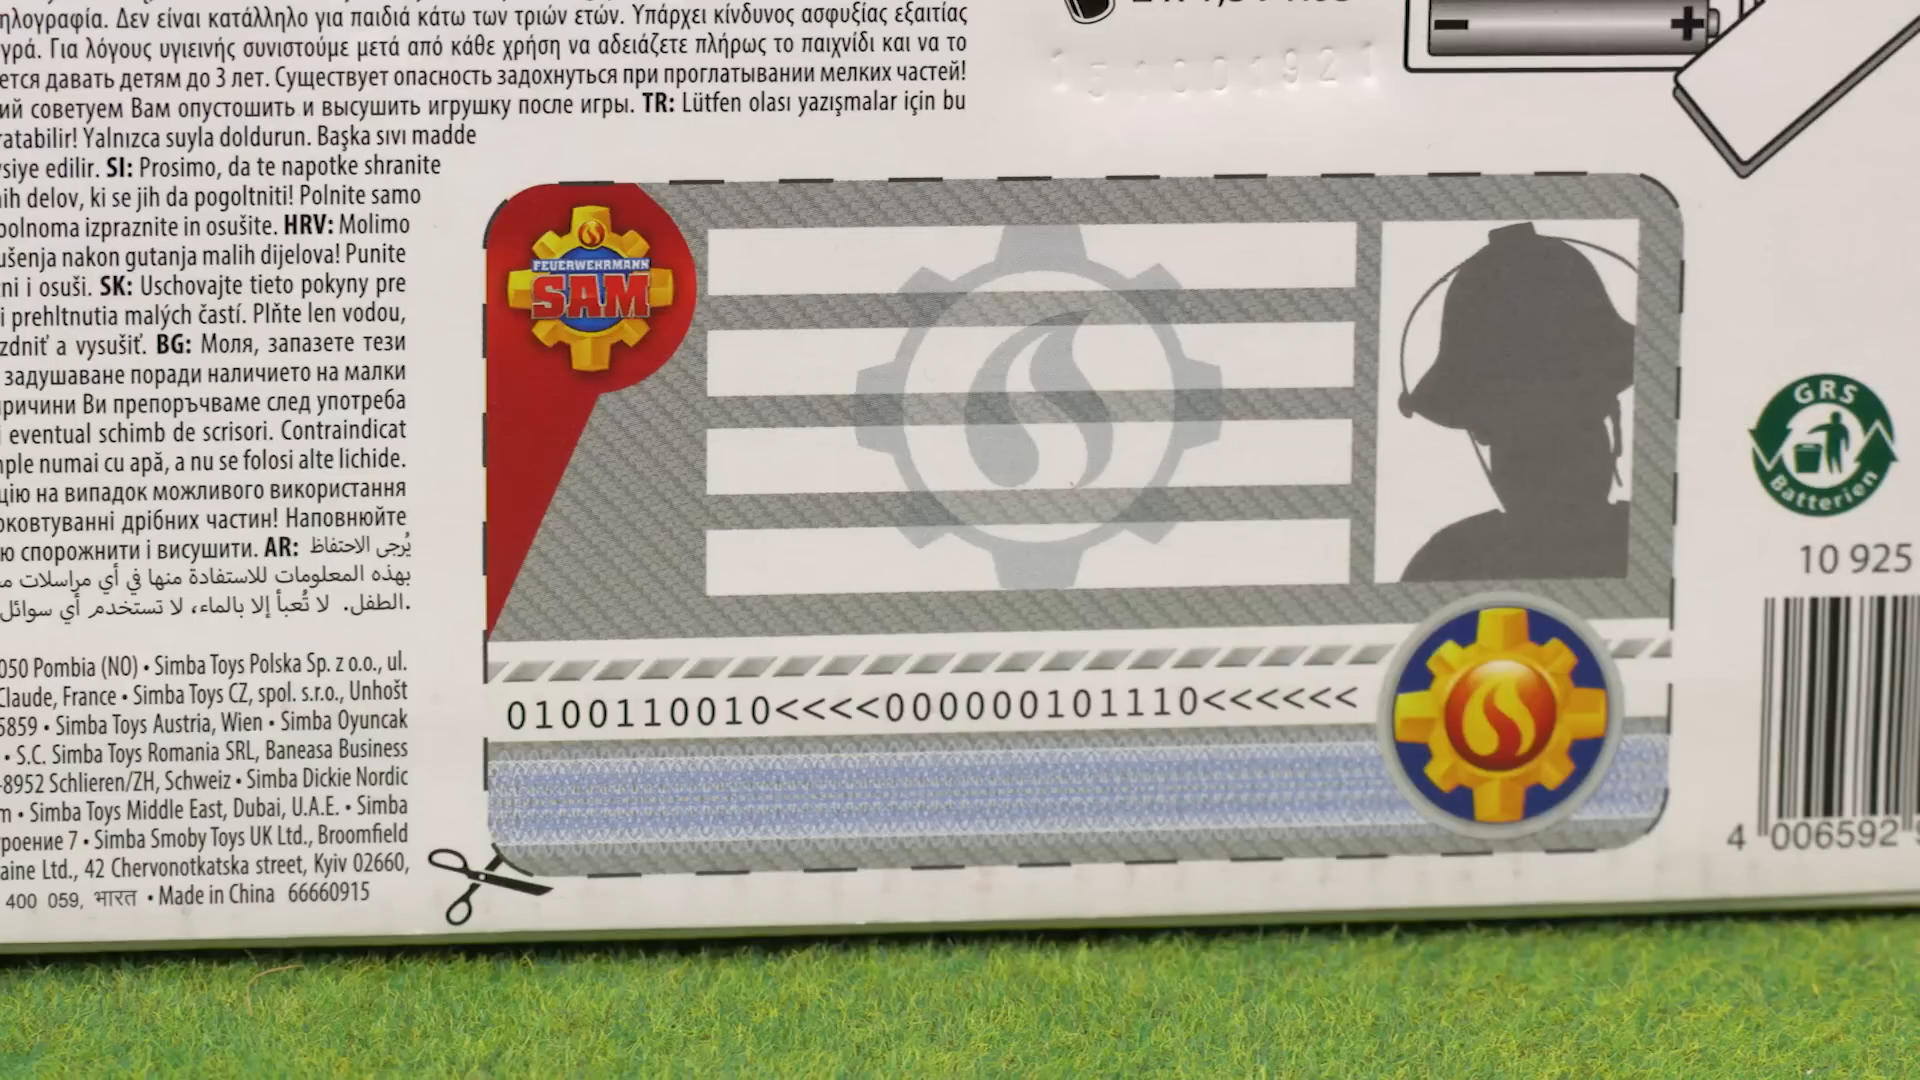 ηλογραφία. Δεν είναι κατάλληλο για παιδιά κάτω των τριών ετών. Υπάρχει κίνδυνος ασφυξίας εξαιτίας
γρά. Για λόγους υγιεινής συνιστούμε μετά από κάθε χρήση να αδειάζετε πλήρως το παιχνίδι και να το
ется давать детям до 3 лет. Существует опасность задохнуться при проглатывании мелких частей!
ий советуем Вам опустошить и высушить игрушку после игры. TR: Lütfen olası yazışmalar için bu
ratabilir! Yalnızca suyla doldurun. Başka sıvı madde
siye edilir. SI: Prosimo, da te napotke shranite
nih delov, ki se jih da pogoltniti! Polnite samo
polnoma izpraznite in osušite. HRV: Molimo
ušenja nakon gutanja malih dijelova! Punite
ni i osuši. SK: Uschovajte tieto pokyny pre
i prehltnutia malých častí. Plňte len vodou,
zdniť a vysušiť. BG: Моля, запазете тези
задушаване поради наличието на малки
ричини Ви препоръчваме след употреба
eventual schimb de scrisori. Contraindicat
mple numai cu apă, a nu se folosi alte lichide.
цію на випадок можливого використання
оковтуванні дрібних частин! Наповнюйте
ю спорожнити і висушити. AR: يُرجى الاحتفاظ
بهذه المعلومات للاستفادة منها في أي مراسلات
الطفل. لا تُعبأ إلا بالماء، لا تستخدم أي سوائل.
050 Pombia (NO) • Simba Toys Polska Sp. z o.o., ul.
Claude, France • Simba Toys CZ, spol. s.r.o., Unhošt
5859 • Simba Toys Austria, Wien • Simba Oyuncak
• S.C. Simba Toys Romania SRL, Baneasa Business
-8952 Schlieren/ZH, Schweiz • Simba Dickie Nordic
m • Simba Toys Middle East, Dubai, U.A.E. • Simba
роение 7 • Simba Smoby Toys UK Ltd., Broomfield
aine Ltd., 42 Chervonotkatska street, Kyiv 02660,
400 059, भारत • Made in China 66660915
151001921
FEUERWEHRMANN
SAM
0100110010<<<<000000101110<<<<<<
GRS
Batterien
10 925
4 006592